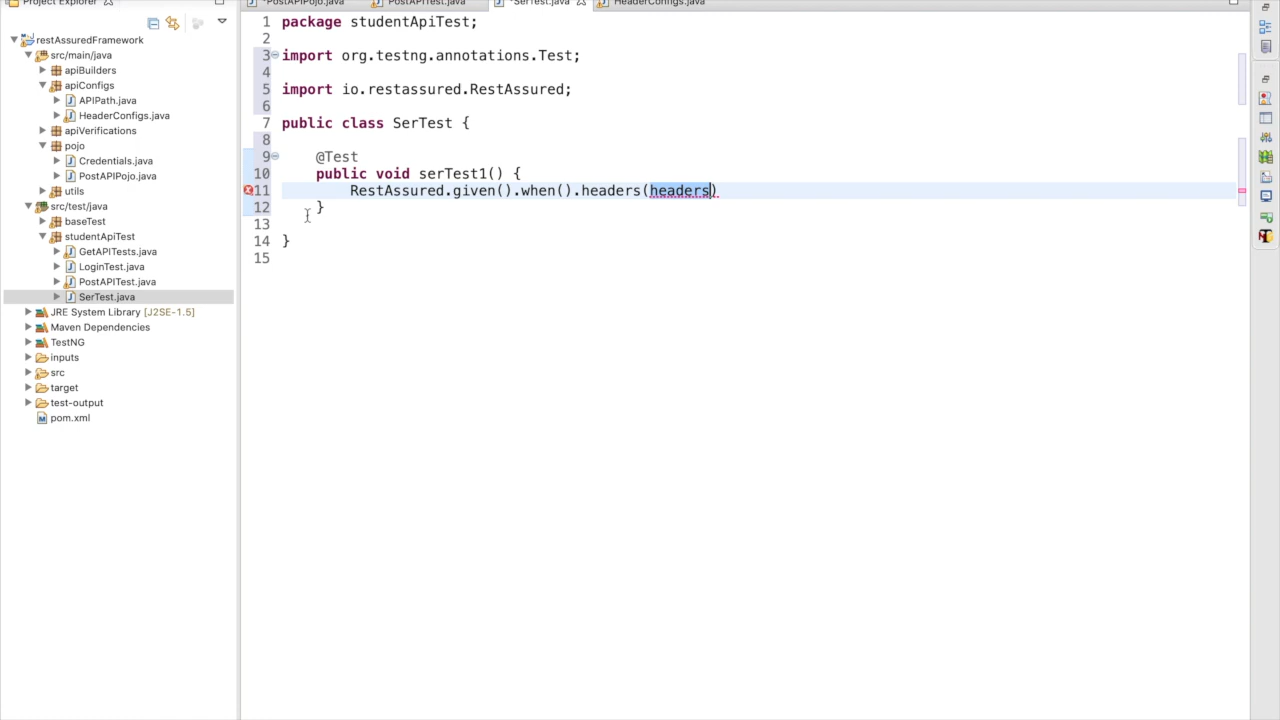 Project Explorer
*PostAPIPojo.java
PostAPITest.java
*SerTest.java
HeaderConfigs.java
restAssuredFramework
src/main/java
apiBuilders
apiConfigs
APIPath.java
HeaderConfigs.java
apiVerifications
pojo
Credentials.java
PostAPIPojo.java
utils
src/test/java
baseTest
studentApiTest
GetAPITests.java
LoginTest.java
PostAPITest.java
SerTest.java
JRE System Library [J2SE-1.5]
Maven Dependencies
TestNG
inputs
src
target
test-output
pom.xml
1 package studentApiTest;
2
3 import org.testng.annotations.Test;
4
5 import io.restassured.RestAssured;
6
7 public class SerTest {
8
9 @Test
10 public void serTest1() {
11 RestAssured.given().when().headers(headers)
12 }
13
14 }
15